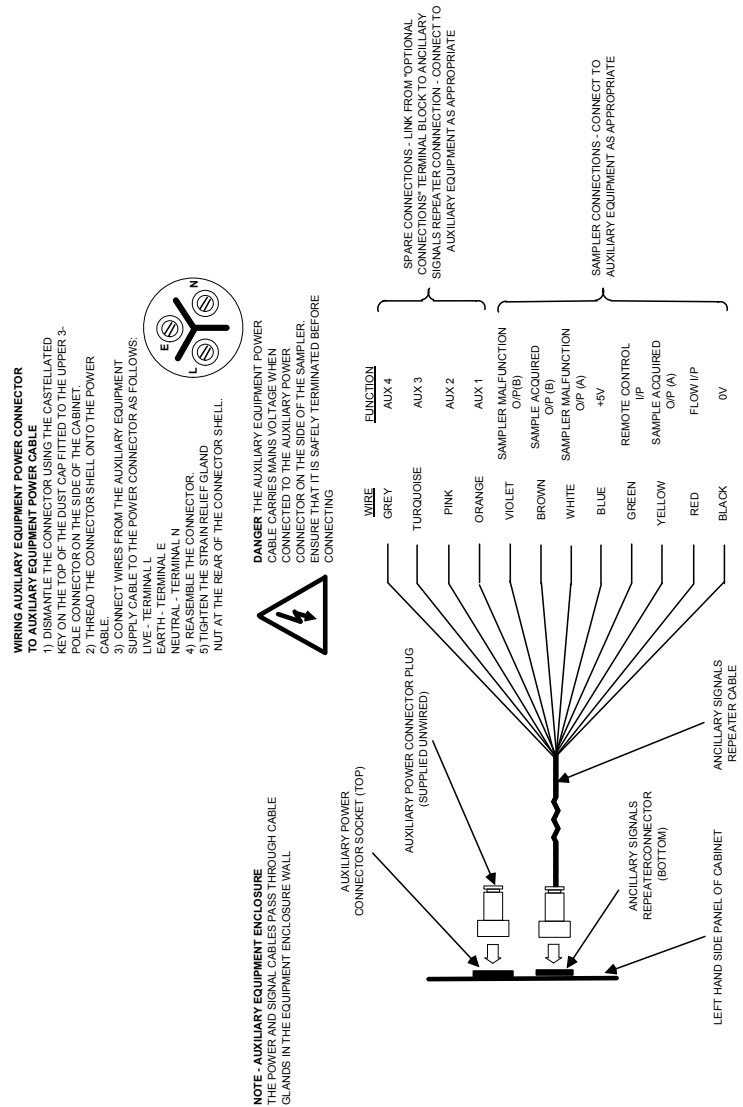 WIRING AUXILIARY EQUIPMENT POWER CONNECTOR
TO AUXILIARY EQUIPMENT POWER CABLE
1) DISMANTLE THE CONNECTOR USING THE CASTELLATED
KEY ON THE TOP OF THE DUST CAP FITTED TO THE UPPER 3-
POLE CONNECTOR ON THE SIDE OF THE CABINET.
2) THREAD THE CONNECTOR SHELL ONTO THE POWER
CABLE.
3) CONNECT WIRES FROM THE AUXILIARY EQUIPMENT
SUPPLY CABLE TO THE POWER CONNECTOR AS FOLLOWS:
LIVE - TERMINAL L
EARTH - TERMINAL E
NEUTRAL - TERMINAL N
4) REASSEMBLE THE CONNECTOR.
5) TIGHTEN THE STRAIN RELIEF GLAND
NUT AT THE REAR OF THE CONNECTOR SHELL.
E
L
N
NOTE - AUXILIARY EQUIPMENT ENCLOSURE
THE POWER AND SIGNAL CABLES PASS THROUGH CABLE
GLANDS IN THE EQUIPMENT ENCLOSURE WALL
DANGER THE AUXILIARY EQUIPMENT POWER
CABLE CARRIES MAINS VOLTAGE WHEN
CONNECTED TO THE AUXILIARY POWER
CONNECTOR ON THE SIDE OF THE SAMPLER.
ENSURE THAT IT IS SAFELY TERMINATED BEFORE
CONNECTING
AUXILIARY POWER
CONNECTOR SOCKET (TOP)
AUXILIARY POWER CONNECTOR PLUG
(SUPPLIED UNWIRED)
ANCILLARY SIGNALS
REPEATERCONNECTOR
(BOTTOM)
LEFT HAND SIDE PANEL OF CABINET
ANCILLARY SIGNALS
REPEATER CABLE
WIRE
FUNCTION
GREY
AUX 4
TURQUOISE
AUX 3
PINK
AUX 2
ORANGE
AUX 1
VIOLET
SAMPLER MALFUNCTION
O/P(B)
BROWN
SAMPLE ACQUIRED
O/P (B)
WHITE
SAMPLER MALFUNCTION
O/P (A)
BLUE
+5V
GREEN
REMOTE CONTROL
I/P
YELLOW
SAMPLE ACQUIRED
O/P (A)
RED
FLOW I/P
BLACK
0V
SPARE CONNECTIONS - LINK FROM "OPTIONAL
CONNECTIONS" TERMINAL BLOCK TO ANCILLARY
SIGNALS REPEATER CONNNECTION - CONNECT TO
AUXILIARY EQUIPMENT AS APPROPRIATE
SAMPLER CONNECTIONS - CONNECT TO
AUXILIARY EQUIPMENT AS APPROPRIATE